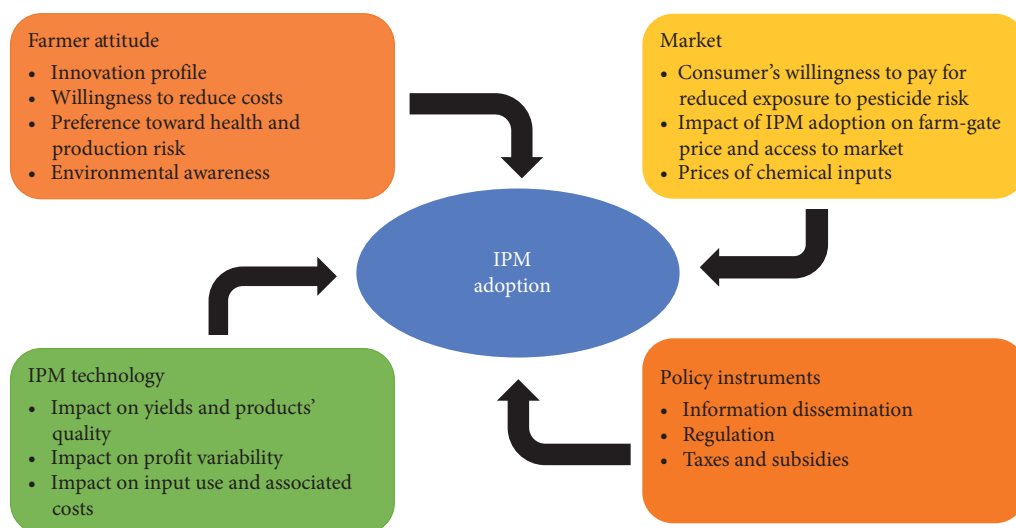 Farmer attitude
• Innovation profile
• Willingness to reduce costs
• Preference toward health and
production risk
• Environmental awareness
Market
• Consumer's willingness to pay for
reduced exposure to pesticide risk
• Impact of IPM adoption on farm-gate
price and access to market
• Prices of chemical inputs
IPM
adoption
IPM technology
• Impact on yields and products'
quality
• Impact on profit variability
• Impact on input use and associated
costs
Policy instruments
• Information dissemination
• Regulation
• Taxes and subsidies